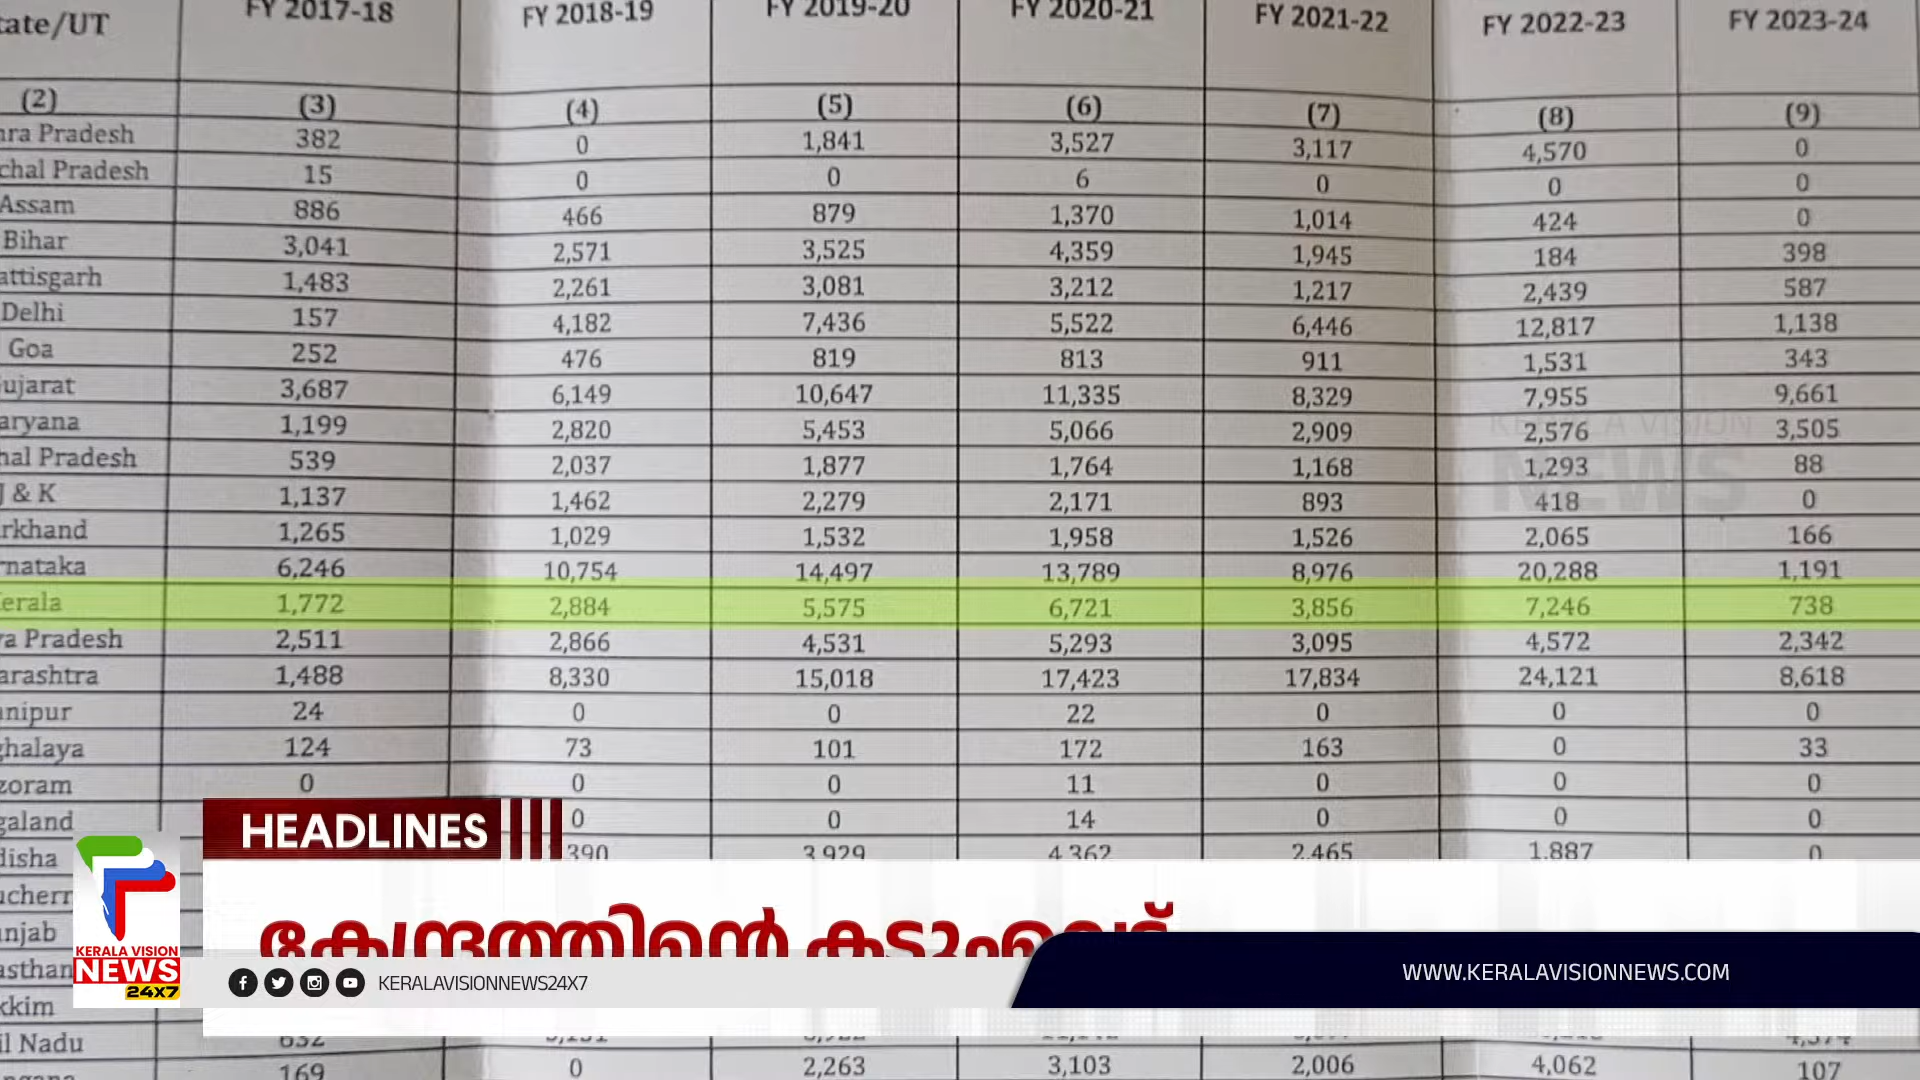 tate/UT FY 2017-18 FY 2018-19 FY 2019-20 FY 2020-21 FY 2021-22 FY 2022-23 FY 2023-24
(2) (3) (4) (5) (6) (7) (8) (9)
ra Pradesh 382 0 1,841 3,527 3,117 4,570 0
chal Pradesh 15 0 0 6 0 0 0
Assam 886 466 879 1,370 1,014 424 0
Bihar 3,041 2,571 3,525 4,359 1,945 184 398
attisgarh 1,483 2,261 3,081 3,212 1,217 2,439 587
Delhi 157 4,182 7,436 5,522 6,446 12,817 1,138
Goa 252 476 819 813 911 1,531 343
ujarat 3,687 6,149 10,647 11,335 8,329 7,955 9,661
aryana 1,199 2,820 5,453 5,066 2,909 2,576 3,505
hal Pradesh 539 2,037 1,877 1,764 1,168 1,293 88
J & K 1,137 1,462 2,279 2,171 893 418 0
rkhand 1,265 1,029 1,532 1,958 1,526 2,065 166
rnataka 6,246 10,754 14,497 13,789 8,976 20,288 1,191
erala 1,772 2,884 5,575 6,721 3,856 7,246 738
a Pradesh 2,511 2,866 4,531 5,293 3,095 4,572 2,342
arashtra 1,488 8,330 15,018 17,423 17,834 24,121 8,618
nipur 24 0 0 22 0 0 0
ghalaya 124 73 101 172 163 0 33
zoram 0 0 0 11 0 0 0
galand 0 0 14 0 0 0
disha 390 3,929 4,362 2,465 1,887 0
cherr
njab
asthan
kkim
il Nadu 632
ngana 169 0 2,263 3,103 2,006 4,062 107
KERALA VISION
NEWS
HEADLINES
കേന്ദ്രത്തിന്റെ കടുംവെട്ട്
KERALA VISION
NEWS
24X7
KERALAVISIONNEWS24X7
WWW.KERALAVISIONNEWS.COM